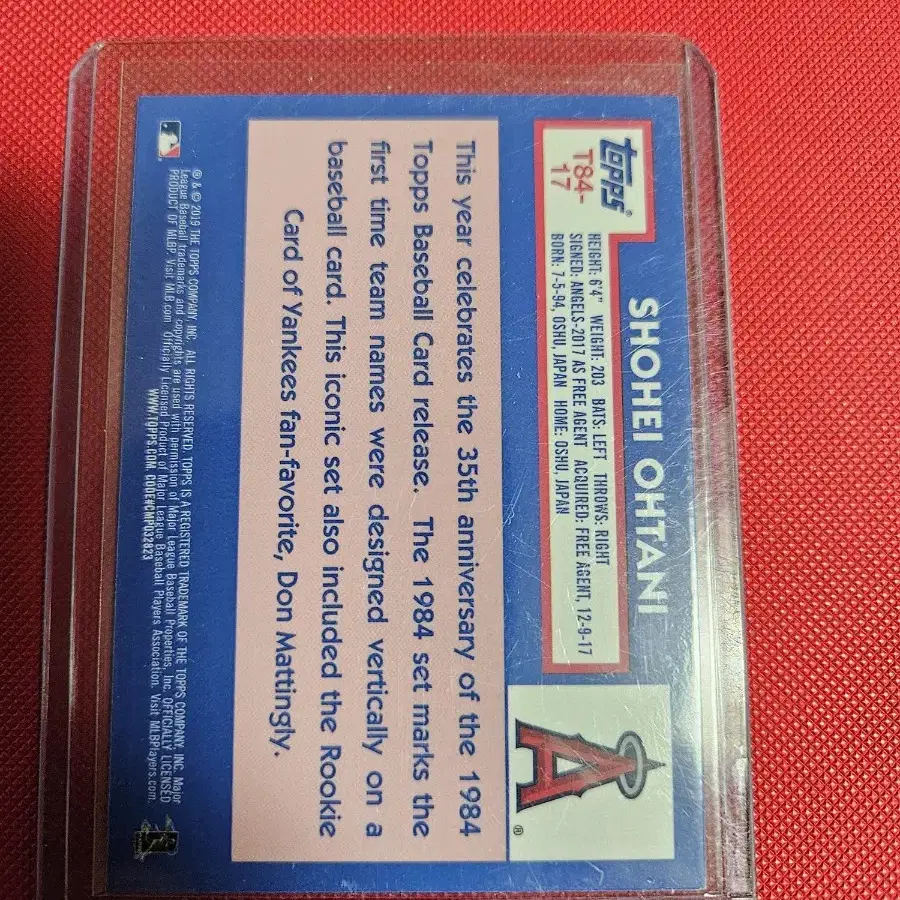 topps®
T84-
17
SHOHEI OHTANI
HEIGHT: 6'4" WEIGHT: 203 BATS: LEFT THROWS: RIGHT
SIGNED: ANGELS-2017 AS FREE AGENT ACQUIRED: FREE AGENT, 12-9-17
BORN: 7-5-94, OSHU, JAPAN HOME: OSHU, JAPAN
A
®
This year celebrates the 35th anniversary of the 1984
Topps Baseball Card release. The 1984 set marks the
first time team names were designed vertically on a
baseball card. This iconic set also included the Rookie
Card of Yankees fan-favorite, Don Mattingly.
® & © 2019 THE TOPPS COMPANY, INC. ALL RIGHTS RESERVED. TOPPS IS A REGISTERED TRADEMARK OF THE TOPPS COMPANY, INC. Major
League Baseball trademarks and copyrights are used with permission of Major League Baseball Properties, Inc. OFFICIALLY LICENSED
PRODUCT OF MLBP. Visit MLB.com Officially Licensed Product of Major League Baseball Players Association. Visit MLBPlayers.com.
WWW.TOPPS.COM CODE#CMP032823